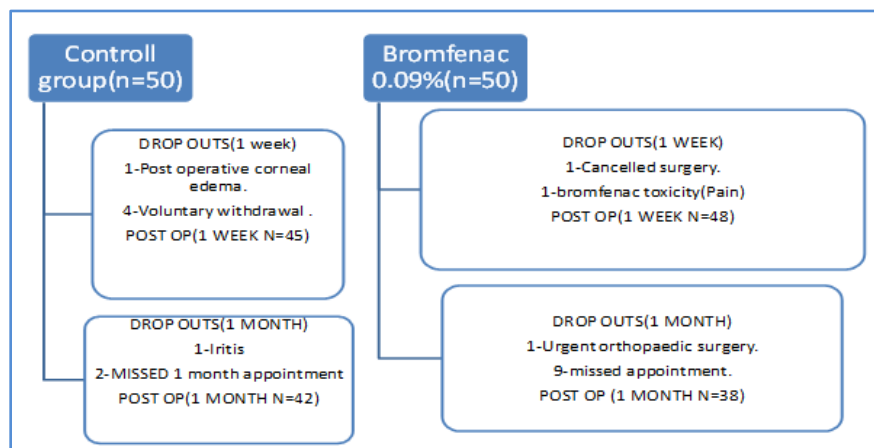 Controll
group(n=50)
DROP OUTS(1 week)
1-Post operative corneal
edema.
4-Voluntary withdrawal .
POST OP(1 WEEK N=45)
DROP OUTS(1 MONTH)
1-Iritis
2-MISSED 1 month appointment
POST OP(1 MONTH N=42)
Bromfenac
0.09%(n=50)
DROP OUTS(1 WEEK)
1-Cancelled surgery.
1-bromfenac toxicity(Pain)
POST OP(1 WEEK N=48)
DROP OUTS(1 MONTH)
1-Urgent orthopaedic surgery.
9-missed appointment.
POST OP (1 MONTH N=38)